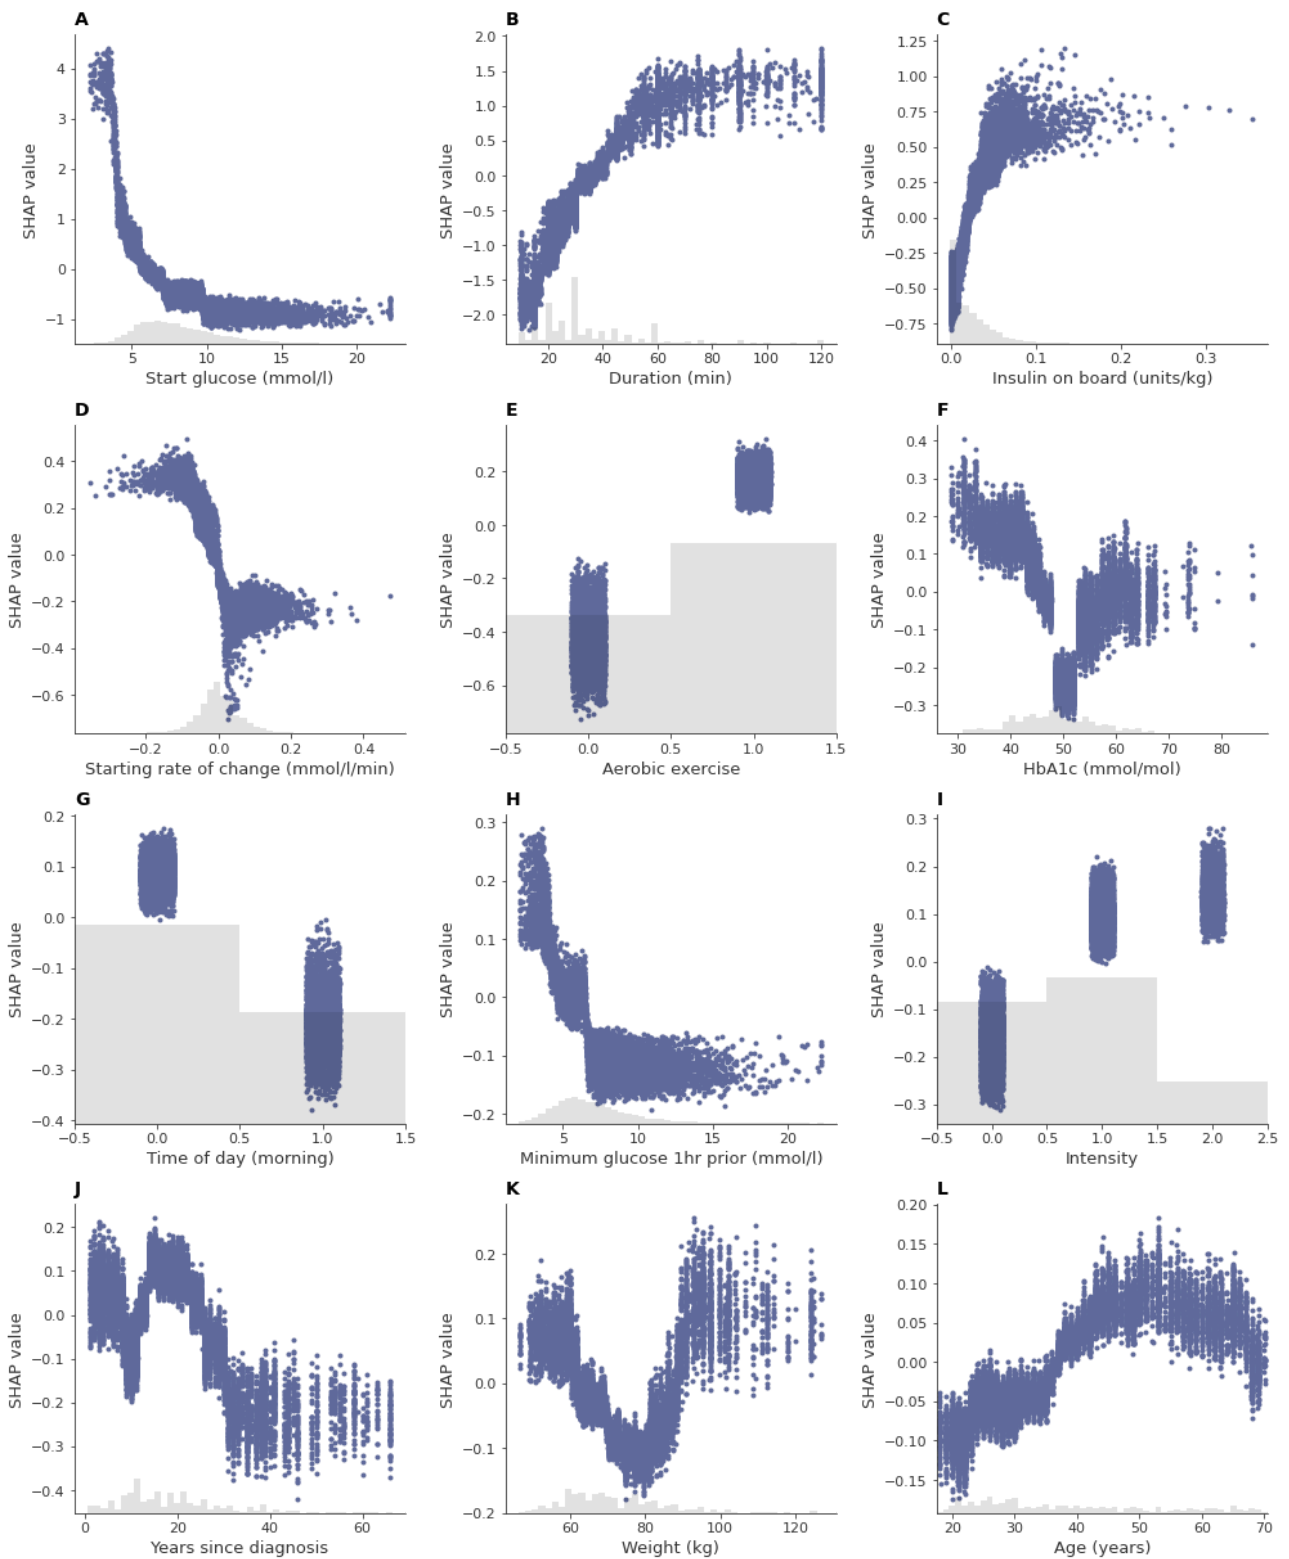 A B C
4
3
2
1
0
−1
SHAP value
5 10 15 20
Start glucose (mmol/l)
2.0
1.5
1.0
0.5
0.0
−0.5
−1.0
−1.5
−2.0
SHAP value
20 40 60 80 100 120
Duration (min)
1.25
1.00
0.75
0.50
0.25
0.00
−0.25
−0.50
−0.75
SHAP value
0.0 0.1 0.2 0.3
Insulin on board (units/kg)
D E F
0.4
0.2
0.0
−0.2
−0.4
−0.6
SHAP value
−0.2 0.0 0.2 0.4
Starting rate of change (mmol/l/min)
0.2
0.0
−0.2
−0.4
−0.6
SHAP value
−0.5 0.0 0.5 1.0 1.5
Aerobic exercise
0.4
0.3
0.2
0.1
0.0
−0.1
−0.2
−0.3
SHAP value
30 40 50 60 70 80
HbA1c (mmol/mol)
G H I
0.2
0.1
0.0
−0.1
−0.2
−0.3
−0.4
SHAP value
−0.5 0.0 0.5 1.0 1.5
Time of day (morning)
0.3
0.2
0.1
0.0
−0.1
−0.2
SHAP value
5 10 15 20
Minimum glucose 1hr prior (mmol/l)
0.3
0.2
0.1
0.0
−0.1
−0.2
−0.3
SHAP value
−0.5 0.0 0.5 1.0 1.5 2.0 2.5
Intensity
J K L
0.2
0.1
0.0
−0.1
−0.2
−0.3
−0.4
SHAP value
0 20 40 60
Years since diagnosis
0.2
0.1
0.0
−0.1
−0.2
SHAP value
60 80 100 120
Weight (kg)
0.20
0.15
0.10
0.05
0.00
−0.05
−0.10
−0.15
SHAP value
20 30 40 50 60 70
Age (years)